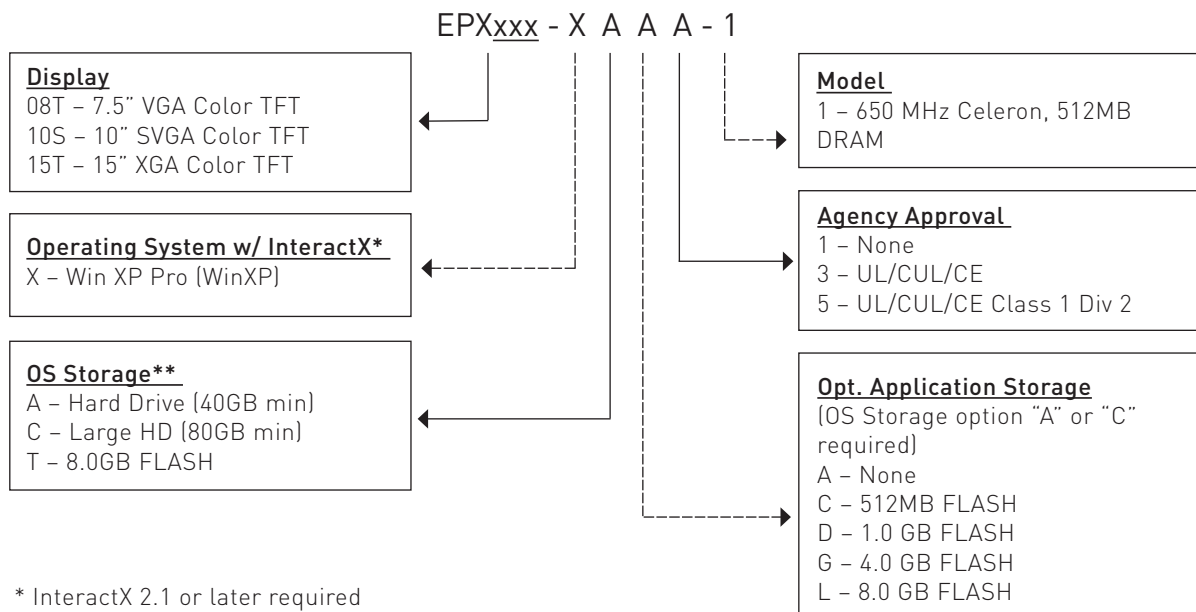 EPXxxx - X A A A - 1
Display
08T – 7.5” VGA Color TFT
10S – 10” SVGA Color TFT
15T – 15” XGA Color TFT
Operating System w/ InteractX*
X – Win XP Pro (WinXP)
OS Storage**
A – Hard Drive (40GB min)
C – Large HD (80GB min)
T – 8.0GB FLASH
Model
1 – 650 MHz Celeron, 512MB
DRAM
Agency Approval
1 – None
3 – UL/CUL/CE
5 – UL/CUL/CE Class 1 Div 2
Opt. Application Storage
(OS Storage option “A” or “C”
required)
A – None
C – 512MB FLASH
D – 1.0 GB FLASH
G – 4.0 GB FLASH
L – 8.0 GB FLASH
* InteractX 2.1 or later required